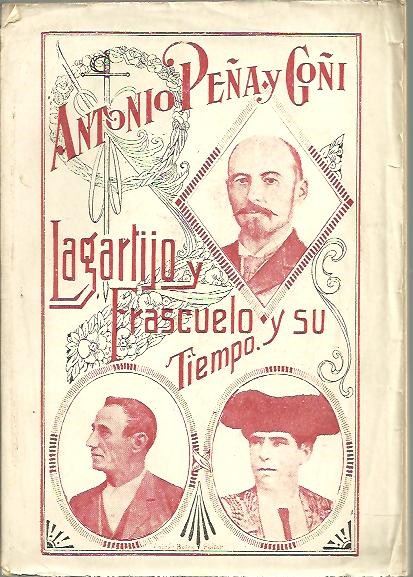 ANTONIO PEÑA Y GOÑI
Lagartijo y
Frascuelo y su
Tiempo.